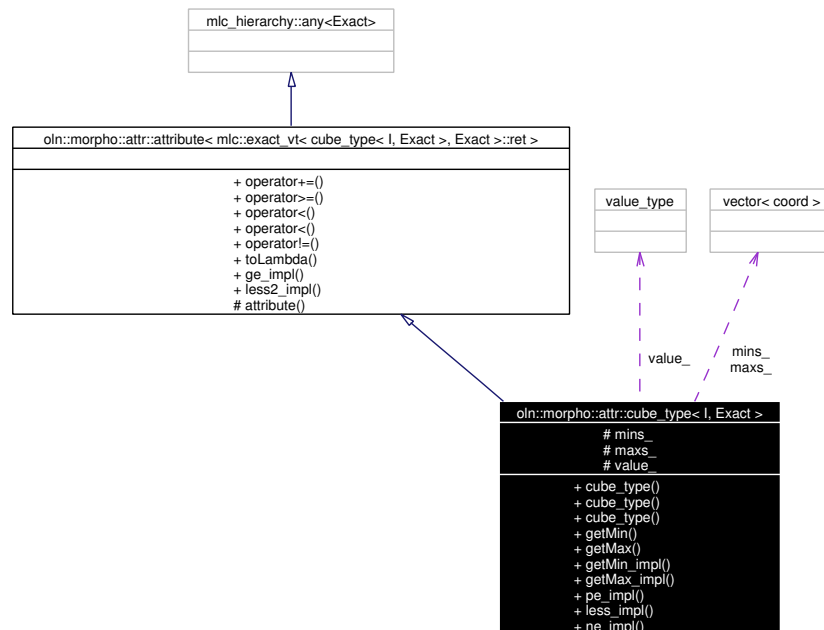 mlc_hierarchy::any<Exact>
oln::morpho::attr::attribute< mlc::exact_vt< cube_type< I, Exact >, Exact >::ret >
+ operator+=()
+ operator>=()
+ operator<()
+ operator<()
+ operator!=()
+ toLambda()
+ ge_impl()
+ less2_impl()
# attribute()
value_type
vector< coord >
value_
mins_
maxs_
oln::morpho::attr::cube_type< I, Exact >
# mins_
# maxs_
# value_
+ cube_type()
+ cube_type()
+ cube_type()
+ getMin()
+ getMax()
+ getMin_impl()
+ getMax_impl()
+ pe_impl()
+ less_impl()
+ ne_impl()